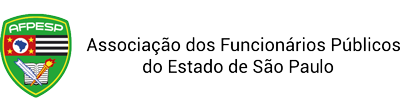 AFPESP
Associação dos Funcionários Públicos
do Estado de São Paulo